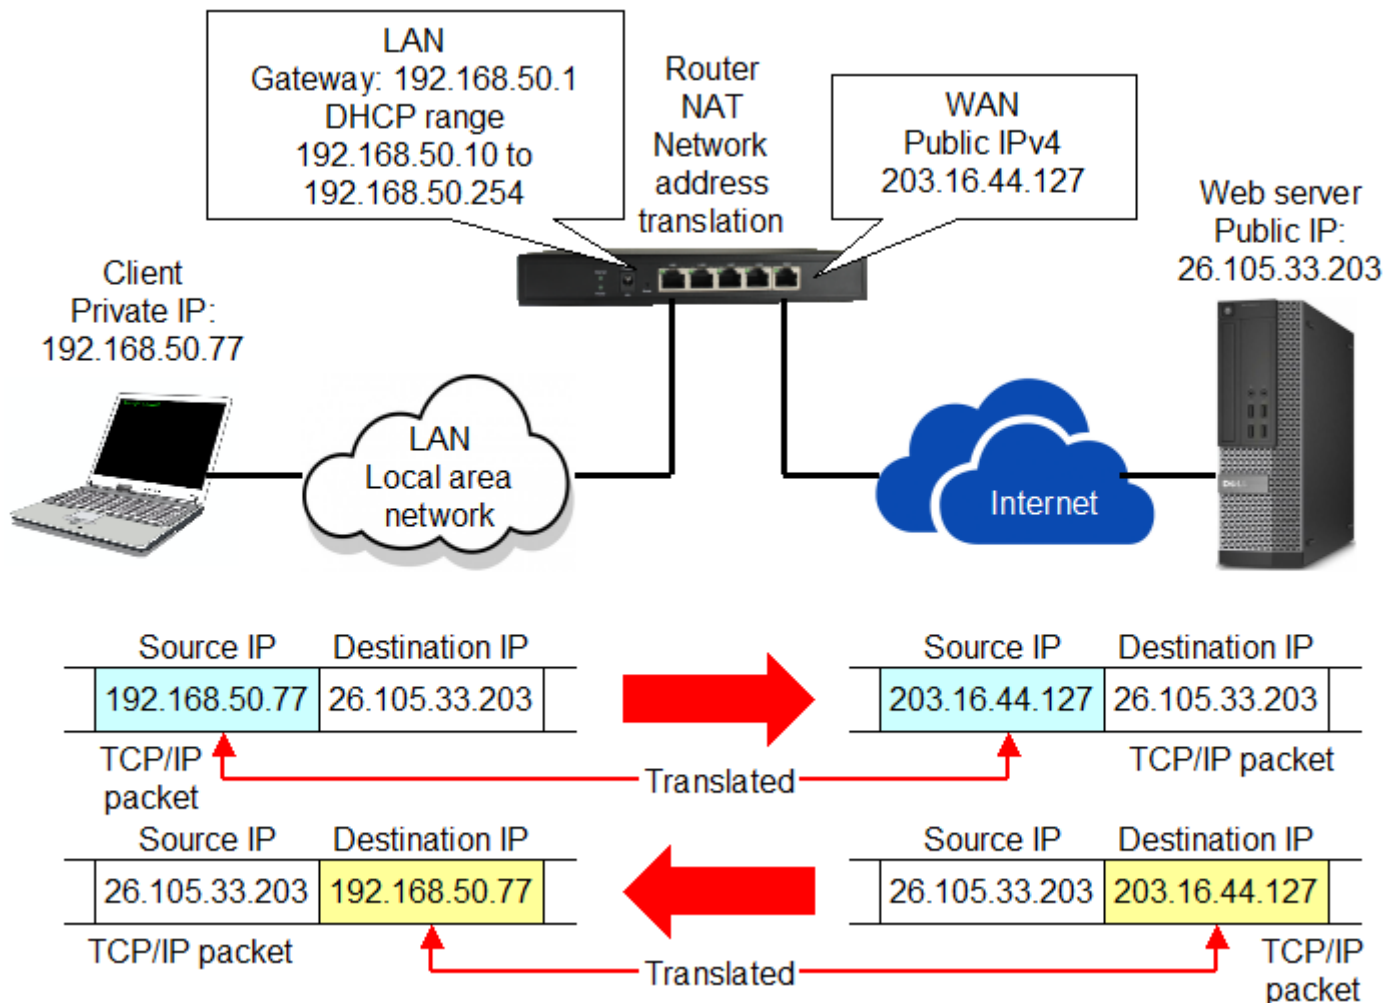 LAN
Gateway: 192.168.50.1
DHCP range
192.168.50.10 to
192.168.50.254
Router
NAT
Network
address
translation
WAN
Public IPv4
203.16.44.127
Web server
Public IP:
26.105.33.203
Client
Private IP:
192.168.50.77
LAN
Local area
network
Internet
DELL
Source IP Destination IP
192.168.50.77 26.105.33.203
TCP/IP
packet
Source IP Destination IP
203.16.44.127 26.105.33.203
TCP/IP packet
Translated
Source IP Destination IP
26.105.33.203 192.168.50.77
TCP/IP packet
Source IP Destination IP
26.105.33.203 203.16.44.127
TCP/IP
packet
Translated